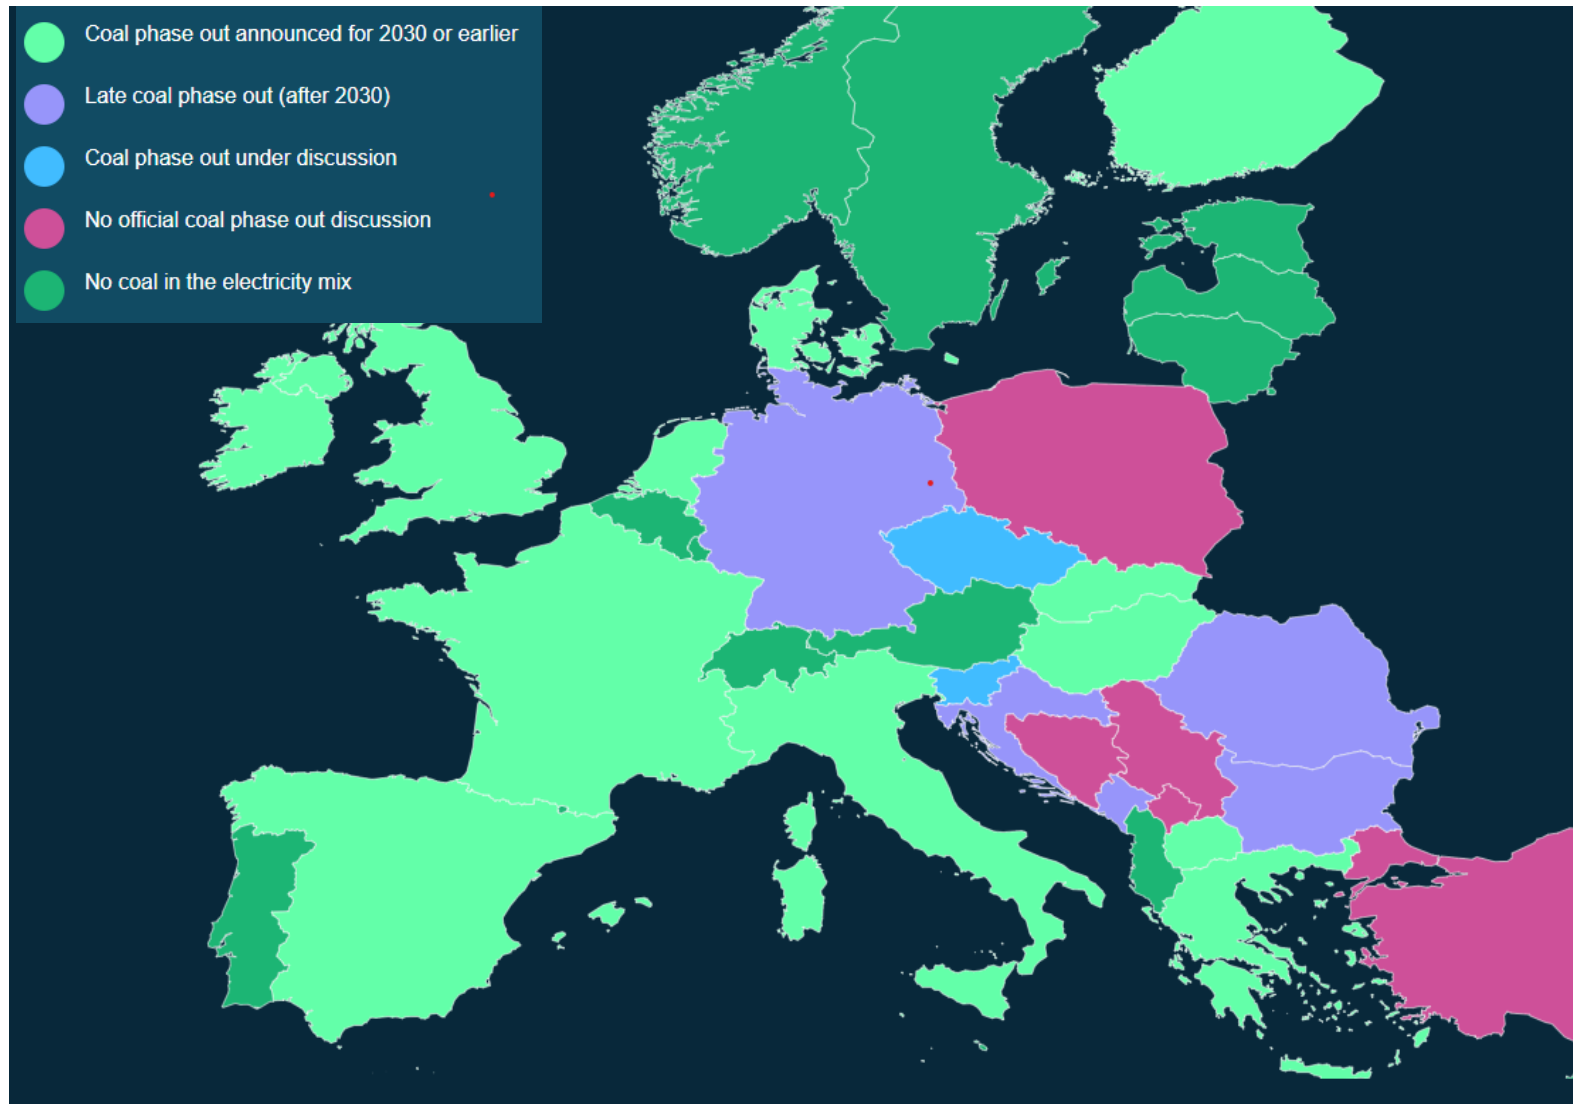 Coal phase out announced for 2030 or earlier
Late coal phase out (after 2030)
Coal phase out under discussion
No official coal phase out discussion
No coal in the electricity mix